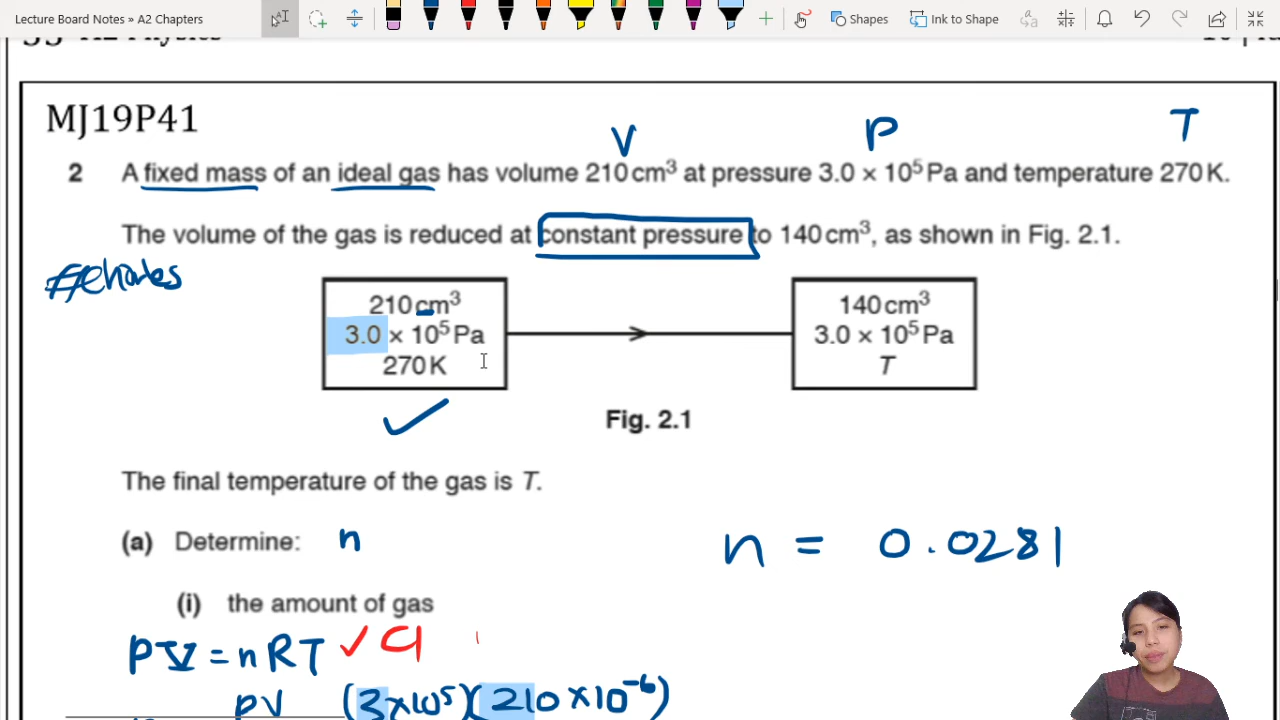 Lecture Board Notes » A2 Chapters
Shapes
Ink to Shape
MJ19P41
V P T
2 A fixed mass of an ideal gas has volume 210 cm³ at pressure 3.0 × 10⁵ Pa and temperature 270 K.
The volume of the gas is reduced at constant pressure to 140 cm³, as shown in Fig. 2.1.
#charles
210 cm³
3.0 × 10⁵ Pa
270 K
140 cm³
3.0 × 10⁵ Pa
T
Fig. 2.1
The final temperature of the gas is T.
(a) Determine: n
n = 0.0281
(i) the amount of gas
PV = nRT ✓ C1
PV (3×10⁵)(210×10⁻⁶)